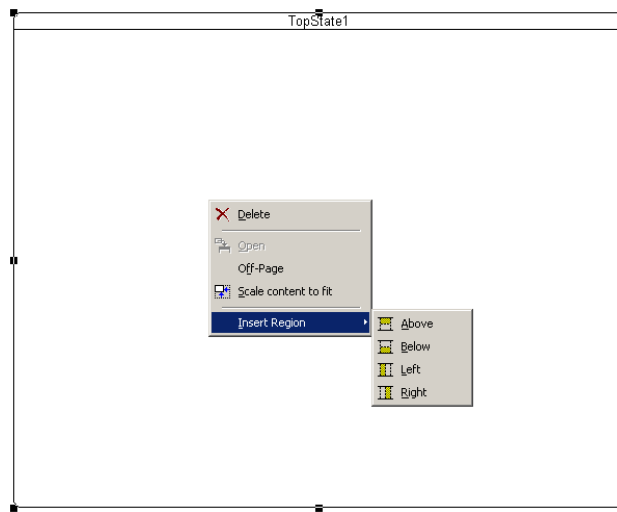 TopState1
Delete
Open
Off-Page
Scale content to fit
Insert Region
Above
Below
Left
Right